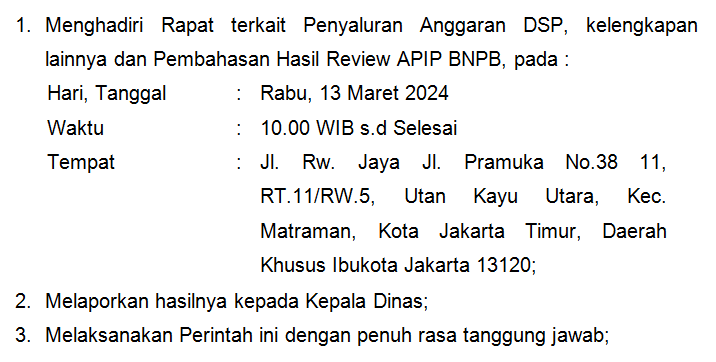 1. Menghadiri Rapat terkait Penyaluran Anggaran DSP, kelengkapan
lainnya dan Pembahasan Hasil Review APIP BNPB, pada :
Hari, Tanggal : Rabu, 13 Maret 2024
Waktu : 10.00 WIB s.d Selesai
Tempat : Jl. Rw. Jaya Jl. Pramuka No.38 11,
RT.11/RW.5, Utan Kayu Utara, Kec.
Matraman, Kota Jakarta Timur, Daerah
Khusus Ibukota Jakarta 13120;
2. Melaporkan hasilnya kepada Kepala Dinas;
3. Melaksanakan Perintah ini dengan penuh rasa tanggung jawab;